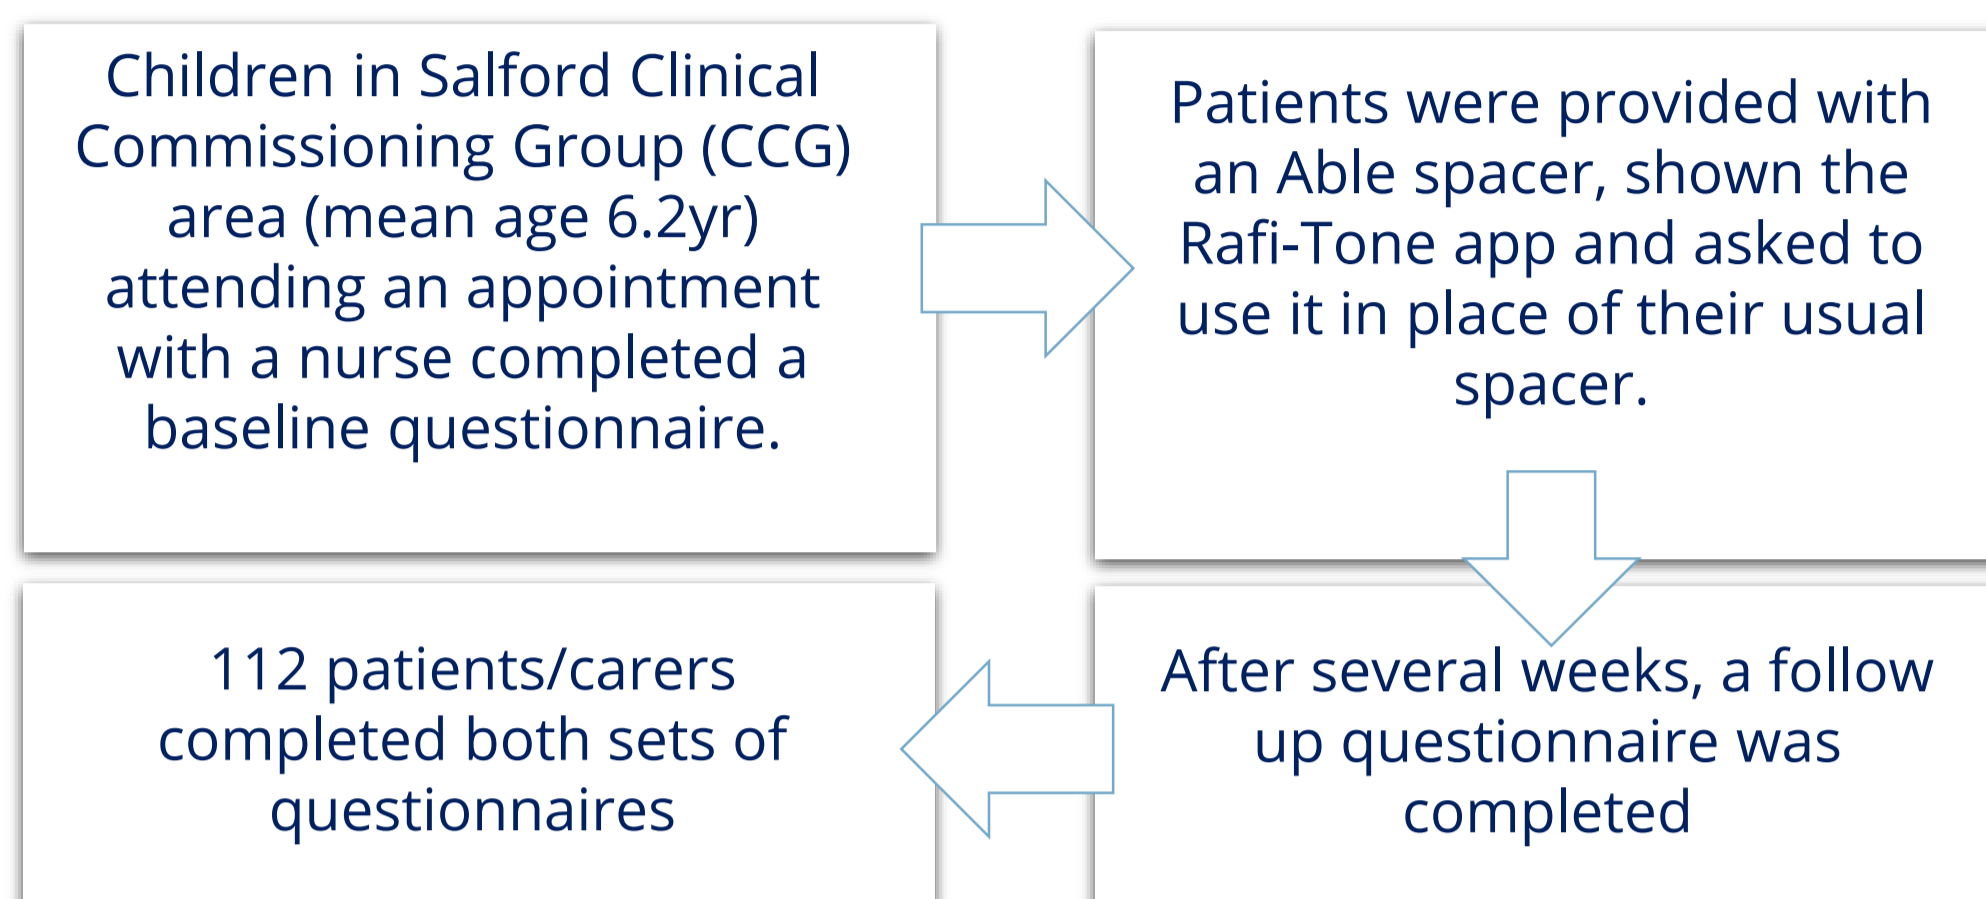 Children in Salford Clinical
Commissioning Group (CCG)
area (mean age 6.2yr)
attending an appointment
with a nurse completed a
baseline questionnaire.
Patients were provided with
an Able spacer, shown the
Rafi-Tone app and asked to
use it in place of their usual
spacer.
After several weeks, a follow
up questionnaire was
completed
112 patients/carers
completed both sets of
questionnaires